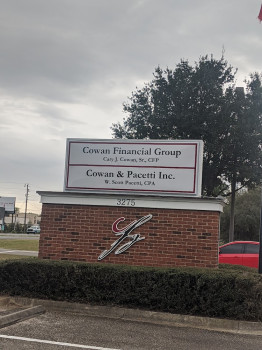 Cowan Financial Group
Cary J. Cowan, Sr., CFP
Cowan & Pacetti Inc.
W. Scott Pacetti, CPA
3275